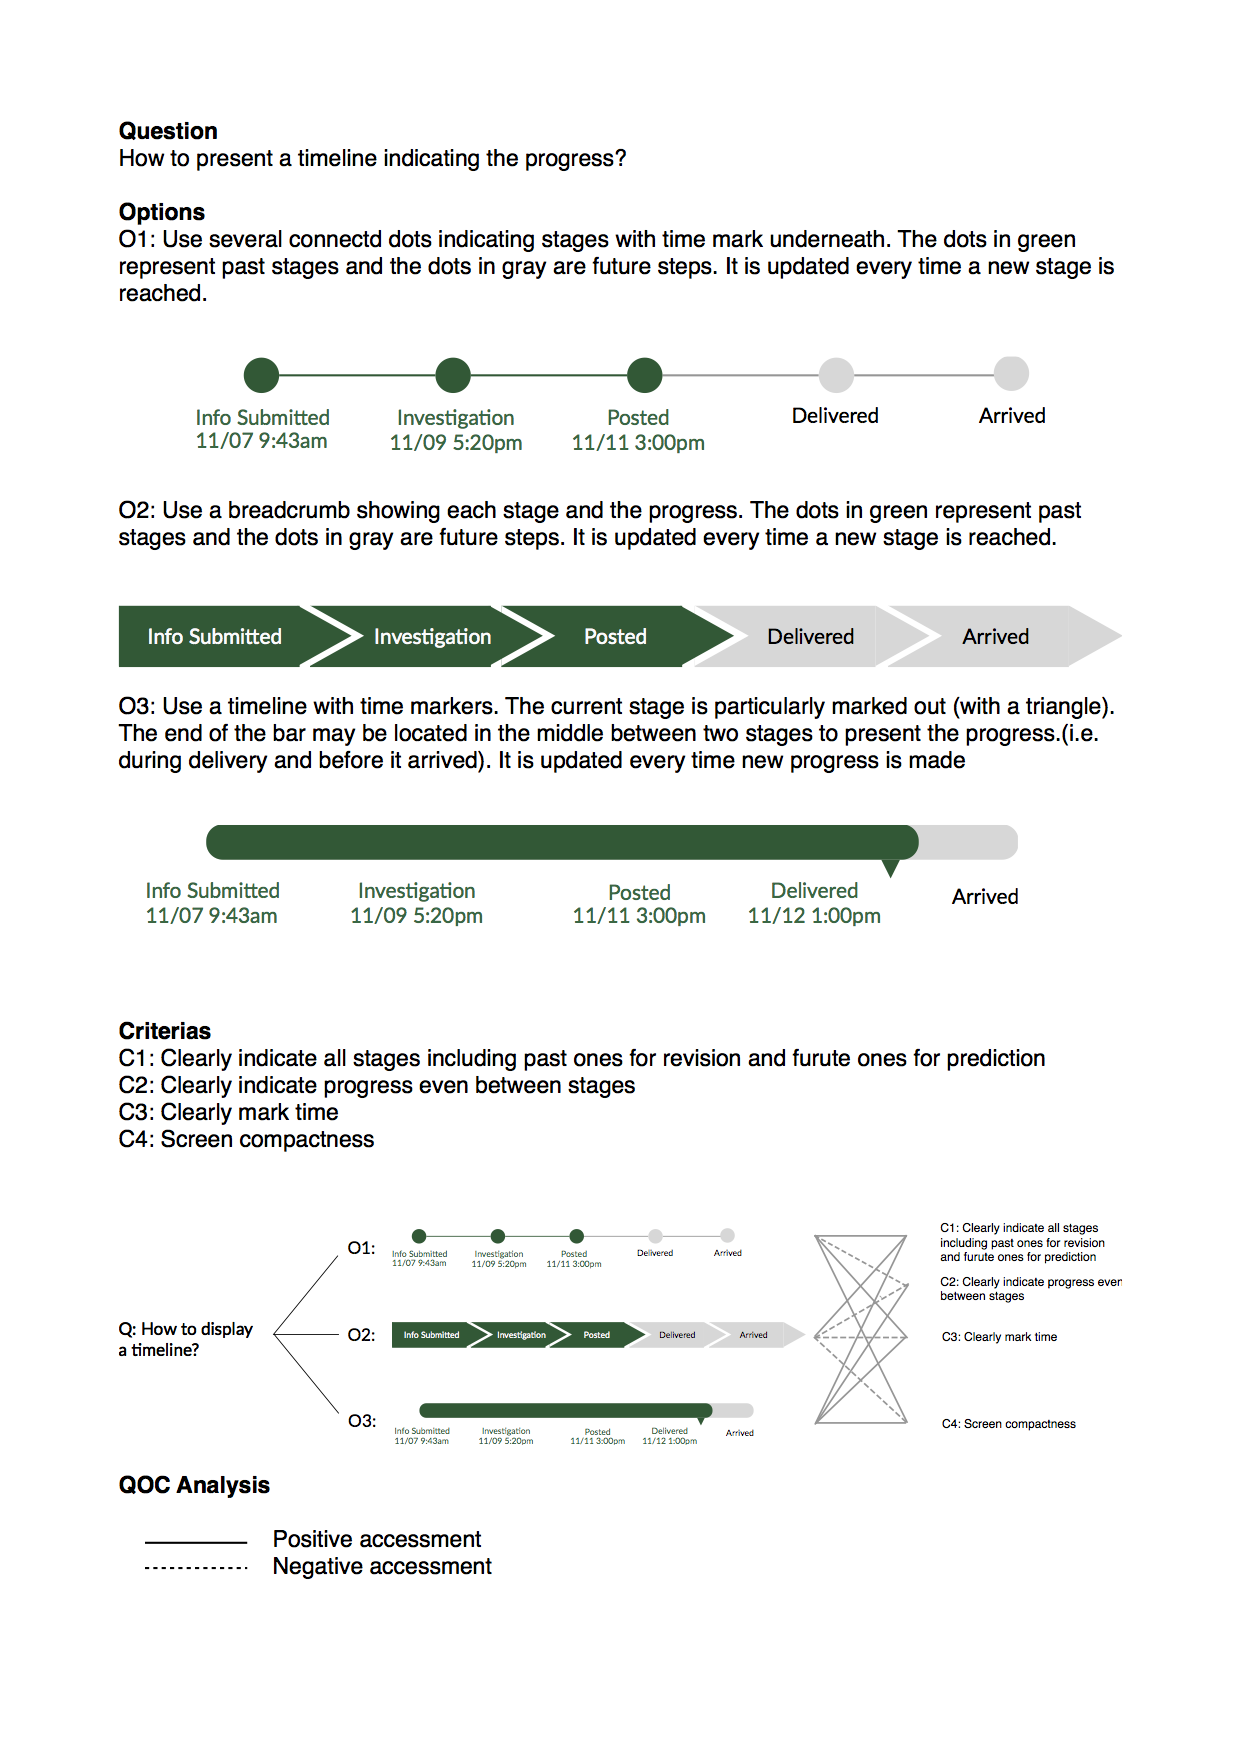 Question
How to present a timeline indicating the progress?
Options
O1: Use several connectd dots indicating stages with time mark underneath. The dots in green
represent past stages and the dots in gray are future steps. It is updated every time a new stage is
reached.
Info Submitted Investigation Posted Delivered Arrived
11/07 9:43am 11/09 5:20pm 11/11 3:00pm
O2: Use a breadcrumb showing each stage and the progress. The dots in green represent past
stages and the dots in gray are future steps. It is updated every time a new stage is reached.
Info Submitted Investigation Posted Delivered Arrived
O3: Use a timeline with time markers. The current stage is particularly marked out (with a triangle).
The end of the bar may be located in the middle between two stages to present the progress.(i.e.
during delivery and before it arrived). It is updated every time new progress is made
Info Submitted Investigation Posted Delivered Arrived
11/07 9:43am 11/09 5:20pm 11/11 3:00pm 11/12 1:00pm
Criterias
C1: Clearly indicate all stages including past ones for revision and furute ones for prediction
C2: Clearly indicate progress even between stages
C3: Clearly mark time
C4: Screen compactness
Q: How to display
a timeline?
O1:
Info Submitted Investigation Posted Delivered Arrived
11/07 9:43am 11/09 5:20pm 11/11 3:00pm
O2:
Info Submitted Investigation Posted Delivered Arrived
O3:
Info Submitted Investigation Posted Delivered Arrived
11/07 9:43am 11/09 5:20pm 11/11 3:00pm 11/12 1:00pm
C1: Clearly indicate all stages
including past ones for revision
and furute ones for prediction
C2: Clearly indicate progress even
between stages
C3: Clearly mark time
C4: Screen compactness
QOC Analysis
Positive accessment
Negative accessment